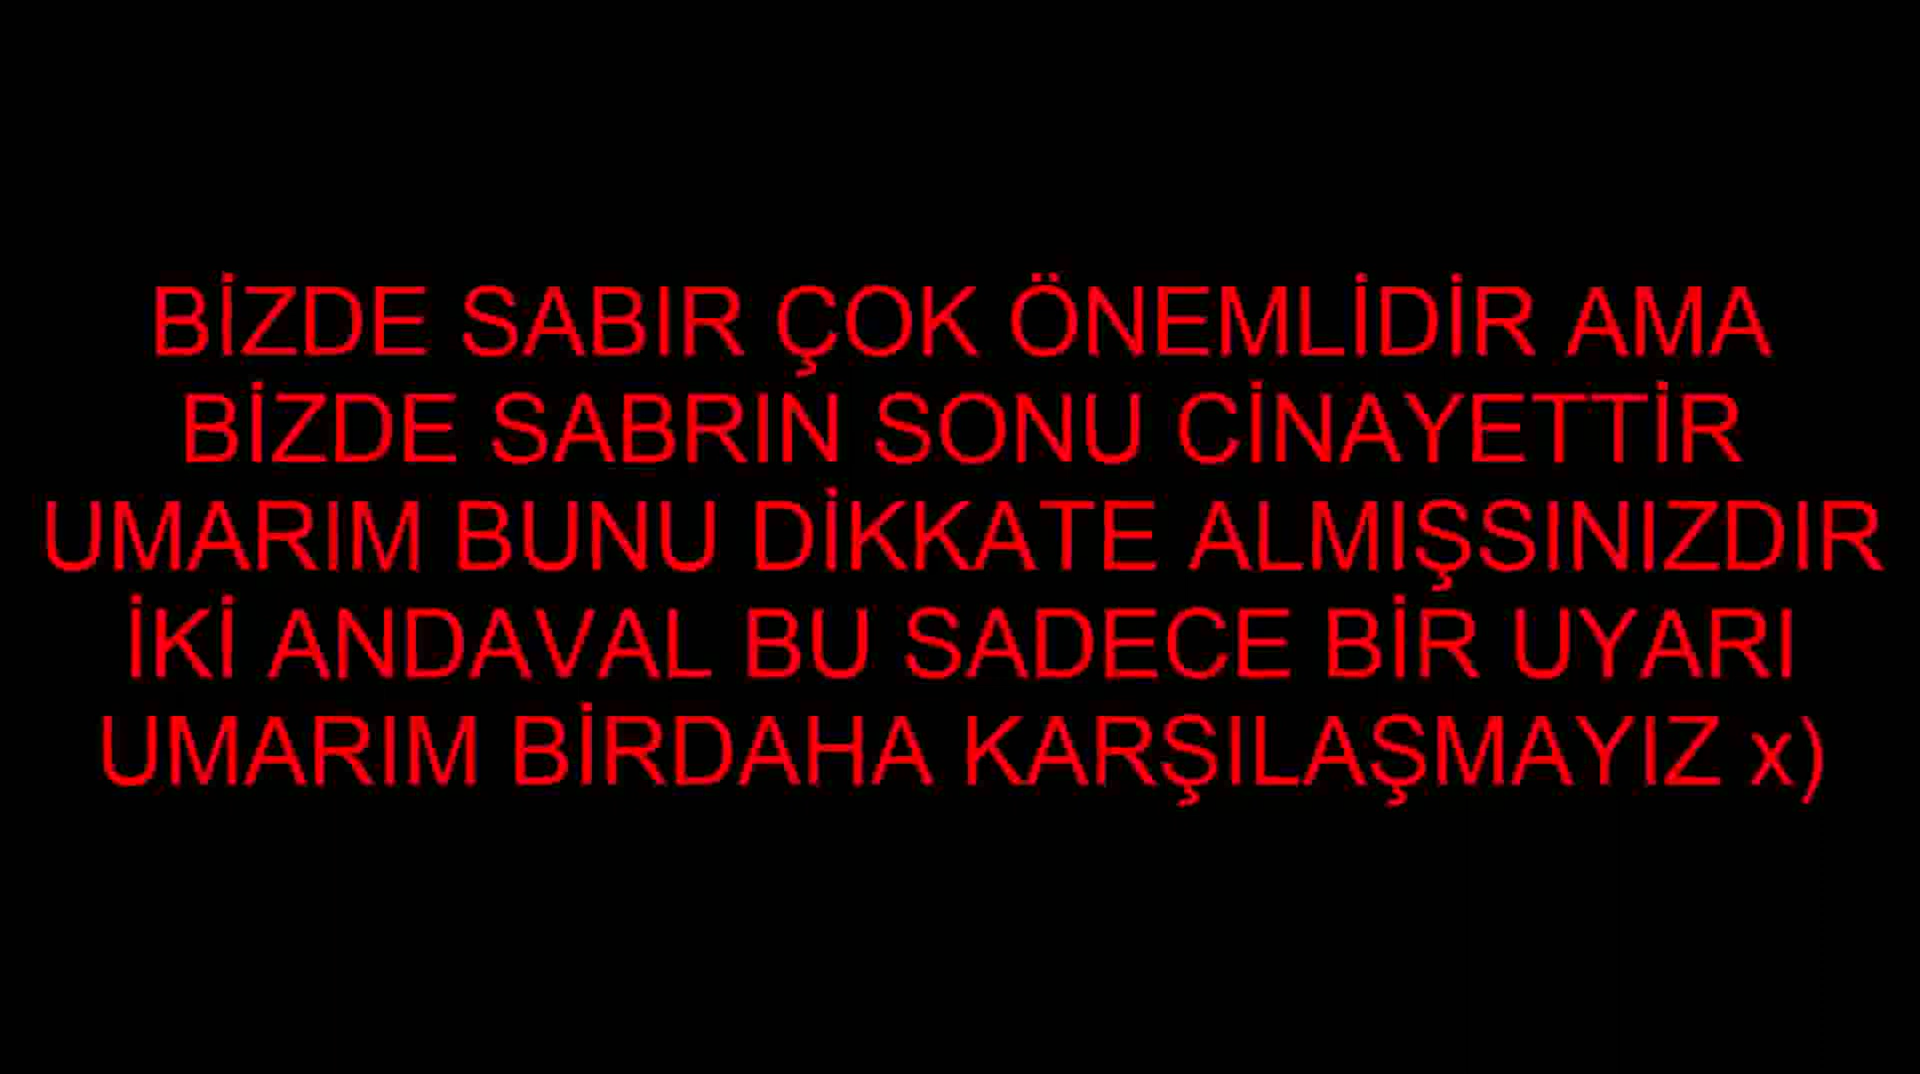 BİZDE SABIR ÇOK ÖNEMLİDİR AMA
BİZDE SABRIN SONU CİNAYETTİR
UMARIM BUNU DİKKATE ALMIŞSINIZDIR
İKİ ANDAVAL BU SADECE BİR UYARI
UMARIM BİRDAHA KARŞILAŞMAYIZ x)